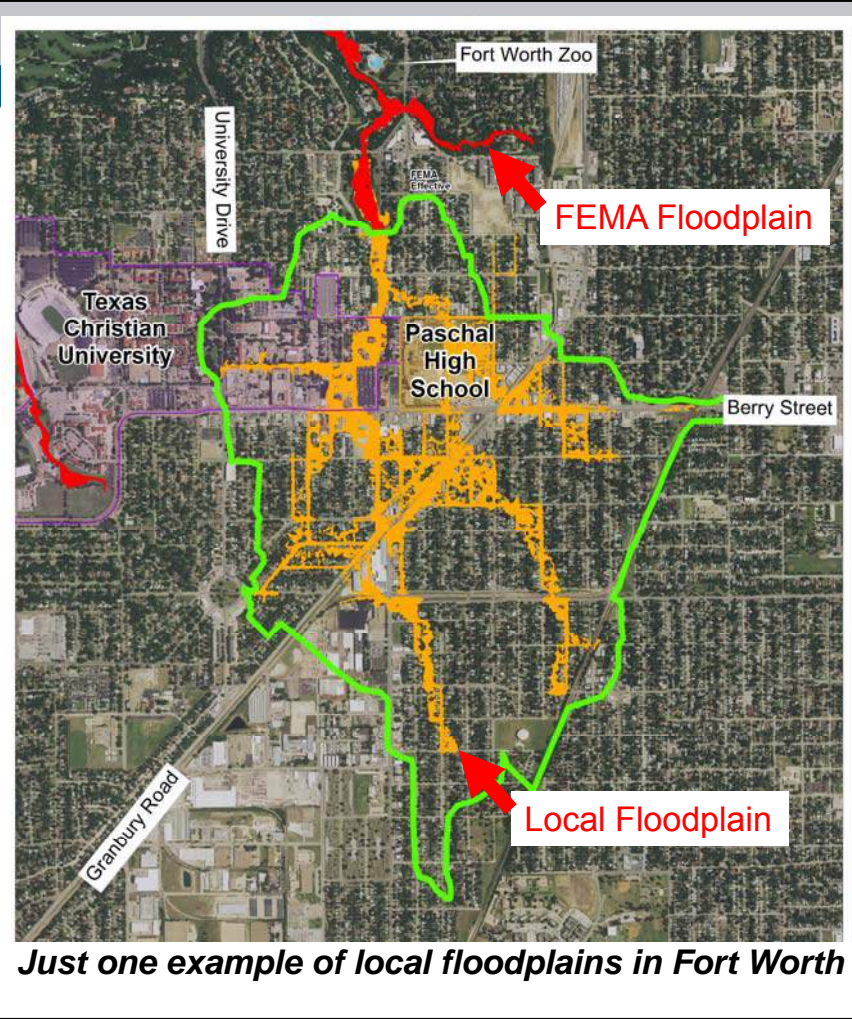 Fort Worth Zoo
University Drive
FEMA
Effective
FEMA Floodplain
Texas
Christian
University
Paschal
High
School
Berry Street
Granbury Road
Local Floodplain
Just one example of local floodplains in Fort Worth